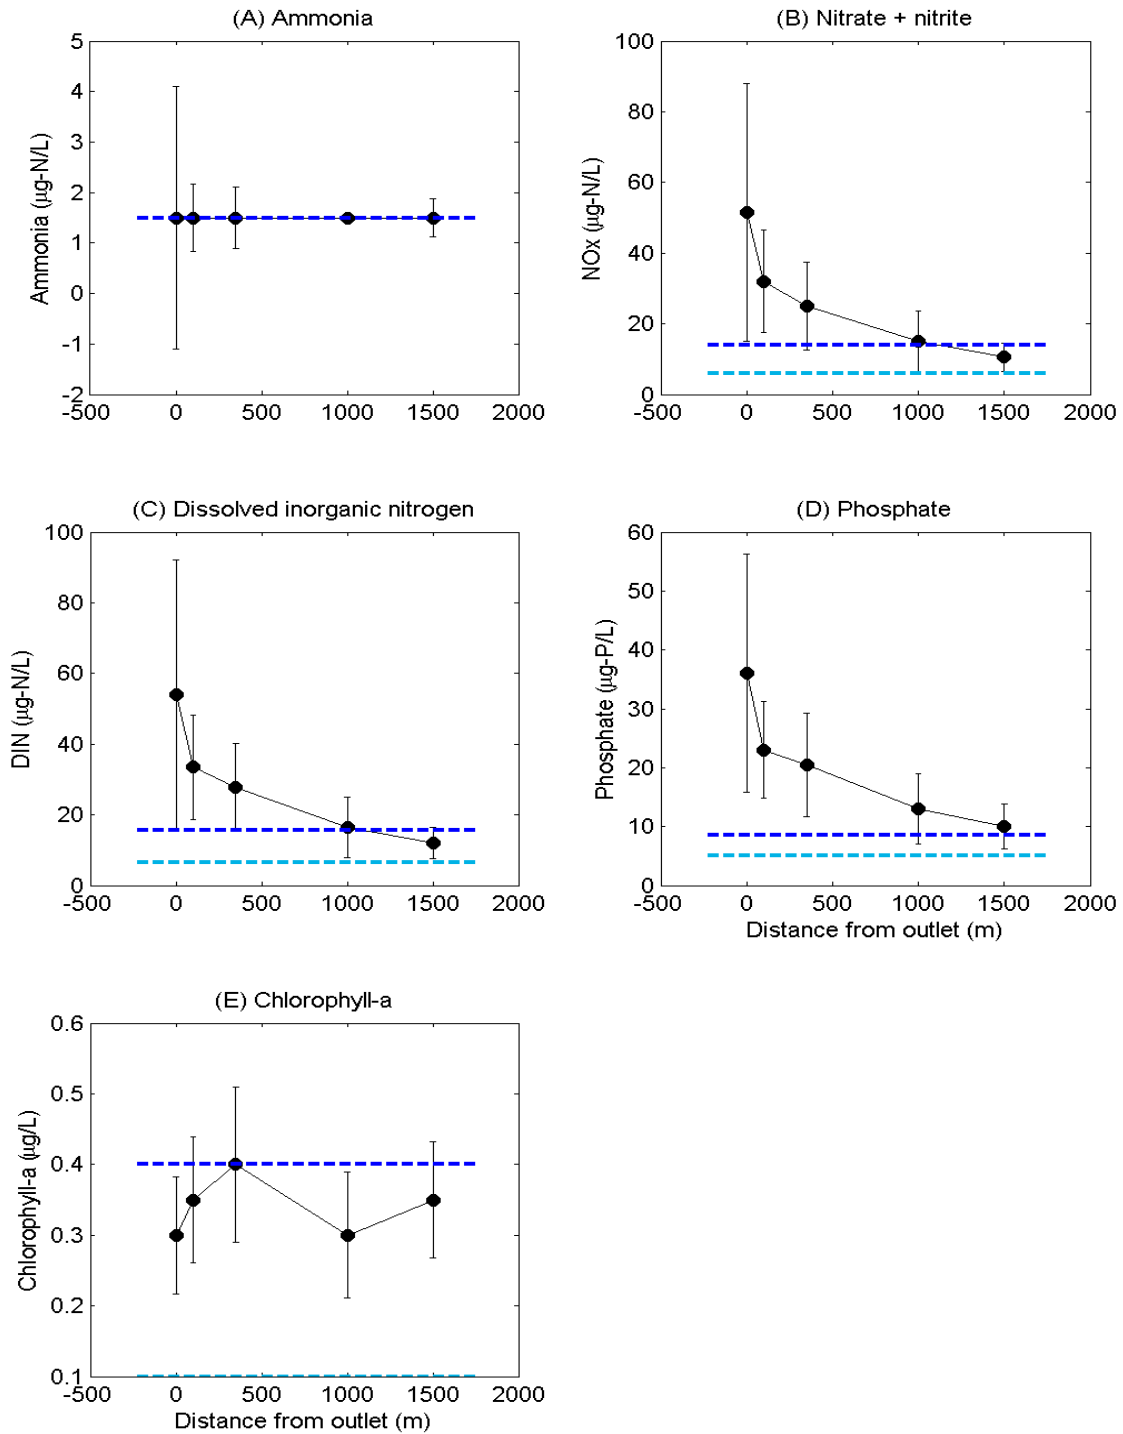 (A) Ammonia
5
4
3
2
1
0
-1
-2
Ammonia (μg-N/L)
-500 0 500 1000 1500 2000
(B) Nitrate + nitrite
100
80
60
40
20
0
NOx (μg-N/L)
-500 0 500 1000 1500 2000
(C) Dissolved inorganic nitrogen
100
80
60
40
20
0
DIN (μg-N/L)
-500 0 500 1000 1500 2000
(D) Phosphate
60
50
40
30
20
10
0
Phosphate (μg-P/L)
-500 0 500 1000 1500 2000
Distance from outlet (m)
(E) Chlorophyll-a
0.6
0.5
0.4
0.3
0.2
0.1
Chlorophyll-a (μg/L)
-500 0 500 1000 1500 2000
Distance from outlet (m)